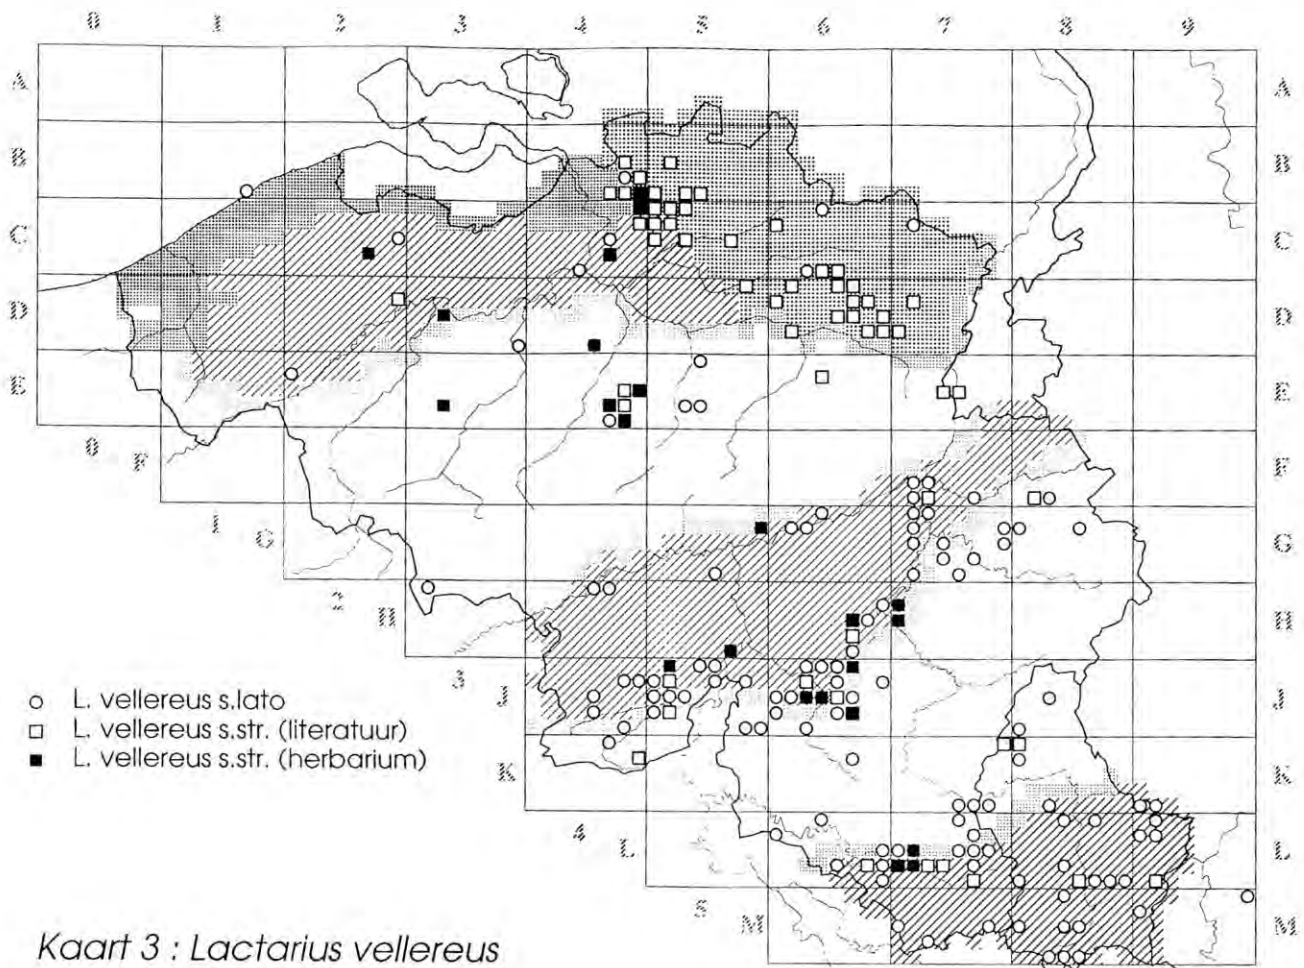 0 1 2 3 4 5 6 7 8 9
A A
B B
C C
D D
E E
0 F F
1 G G
2 H H
3 J J
K K
4 L L
5 M M
L. vellereus s.lato
L. vellereus s.str. (literatuur)
L. vellereus s.str. (herbarium)
Kaart 3 : Lactarius vellereus